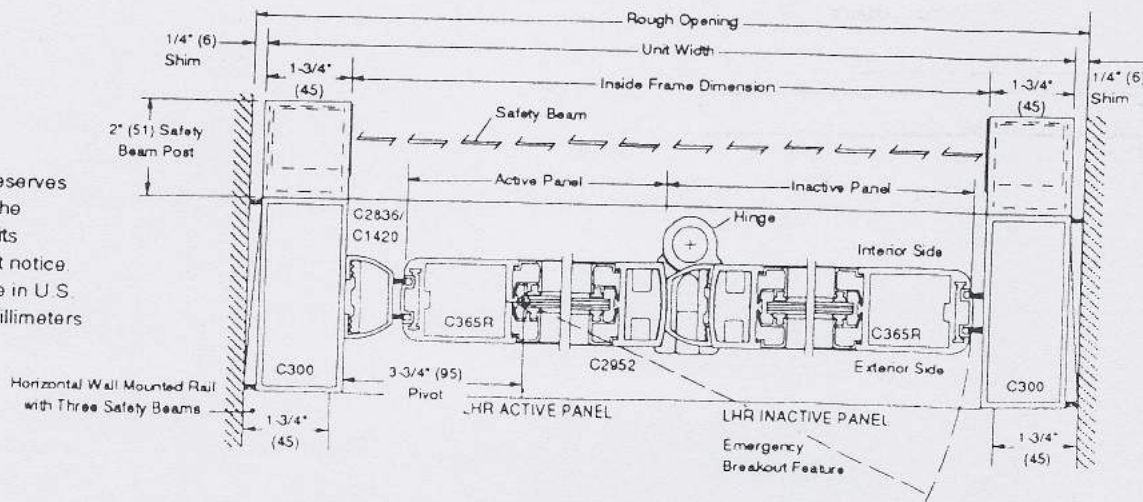 Rough Opening
1/4" (6)
Shim
Unit Width
1-3/4"
(45)
Inside Frame Dimension
1-3/4"
(45)
1/4" (6)
Shim
2" (51) Safety
Beam Post
Safety Beam
eserves
the
its
t notice.
e in U.S.
illimeters
Active Panel
Inactive Panel
C2836/
C1420
Hinge
Interior Side
C365R
C365R
C300
C2952
Exterior Side
C300
Horizontal Wall Mounted Rail
with Three Safety Beams
3-3/4" (95)
Pivot
LHR ACTIVE PANEL
LHR INACTIVE PANEL
1-3/4"
(45)
Emergency
Breakout Feature
1-3/4"
(45)